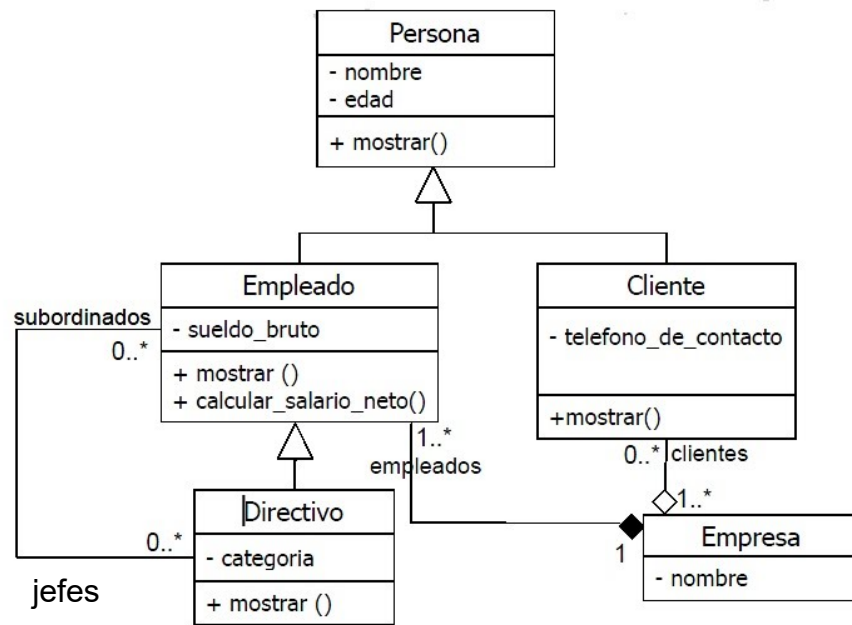 Persona
- nombre
- edad
+ mostrar()
Empleado
- sueldo_bruto
+ mostrar ()
+ calcular_salario_neto()
Cliente
- telefono_de_contacto
+mostrar()
subordinados
0..*
1..*
empleados
0..* clientes
1..*
Directivo
- categoria
+ mostrar ()
0..*
jefes
1
Empresa
- nombre